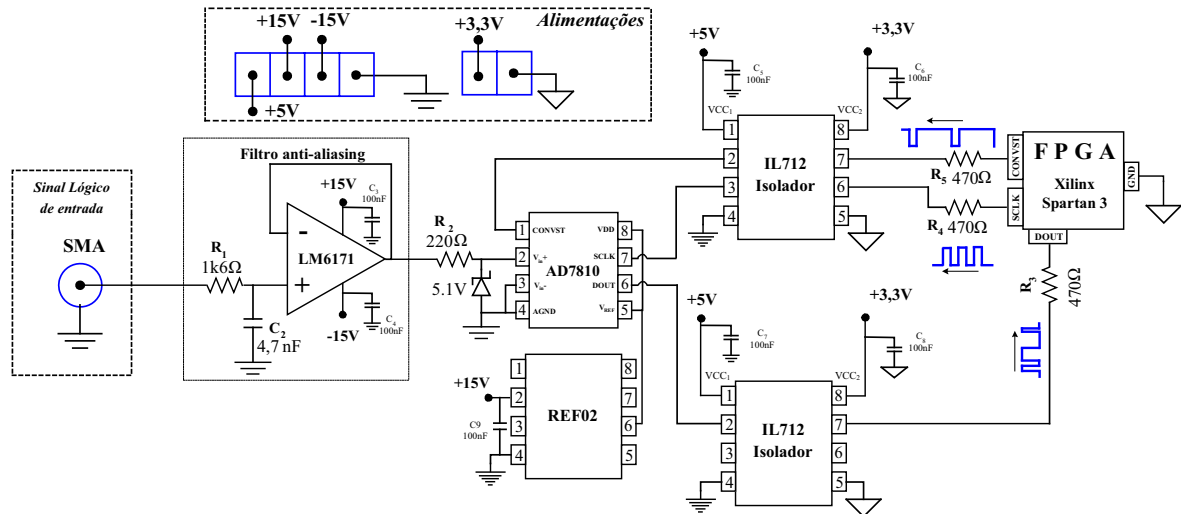 +15V -15V
+3,3V
Alimentações
+5V
Sinal Lógico
de entrada
SMA
Filtro anti-aliasing
+15V
C3
100nF
R1
1k6Ω
-
+
LM6171
C2
4,7 nF
-15V
C4
100nF
R2
220Ω
5.1V
1 CONVST VDD 8
2 Vin+ SCLK 7
AD7810
3 Vin- DOUT 6
4 AGND VREF 5
+15V
C9
100nF
1 8
2 7
REF02
3 6
4 5
+5V
C5
100nF
VCC1
+3,3V
C6
100nF
VCC2
1 8
2 7
IL712
Isolador
3 6
4 5
R5 470Ω
R4 470Ω
CONVST
SCLK
F P G A
Xilinx
Spartan 3
GND
DOUT
R3
470Ω
+5V
C7
100nF
VCC1
+3,3V
C8
100nF
VCC2
1 8
2 7
IL712
Isolador
3 6
4 5